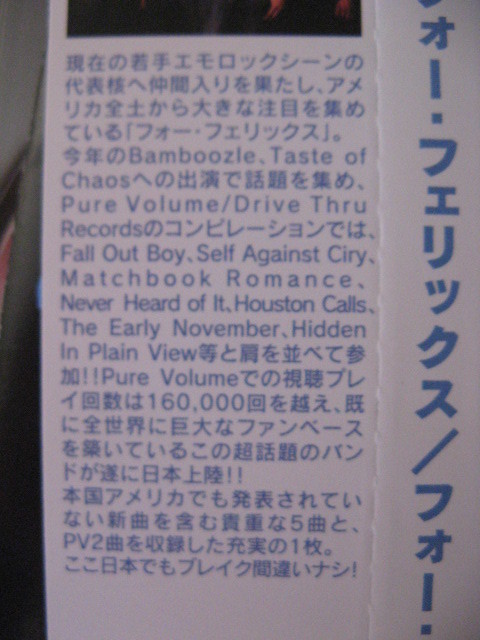 現在の若手エモロックシーンの
代表核へ仲間入りを果たし、アメ
リカ全土から大きな注目を集め
ている「フォー・フェリックス」。
今年のBamboozle、Taste of
Chaosへの出演で話題を集め、
Pure Volume/Drive Thru
Recordsのコンピレーションでは、
Fall Out Boy、Self Against Ciry、
Matchbook Romance、
Never Heard of It、Houston Calls、
The Early November、Hidden
In Plain View等と肩を並べて参
加!!Pure Volumeでの視聴プレ
イ回数は160,000回を越え、既
に全世界に巨大なファンベース
を築いているこの超話題のバン
ドが遂に日本上陸!!
本国アメリカでも発表されてい
ない新曲を含む貴重な5曲と、
PV2曲を収録した充実の1枚。
ここ日本でもブレイク間違いナシ!
フォー・フェリックス/フォー・